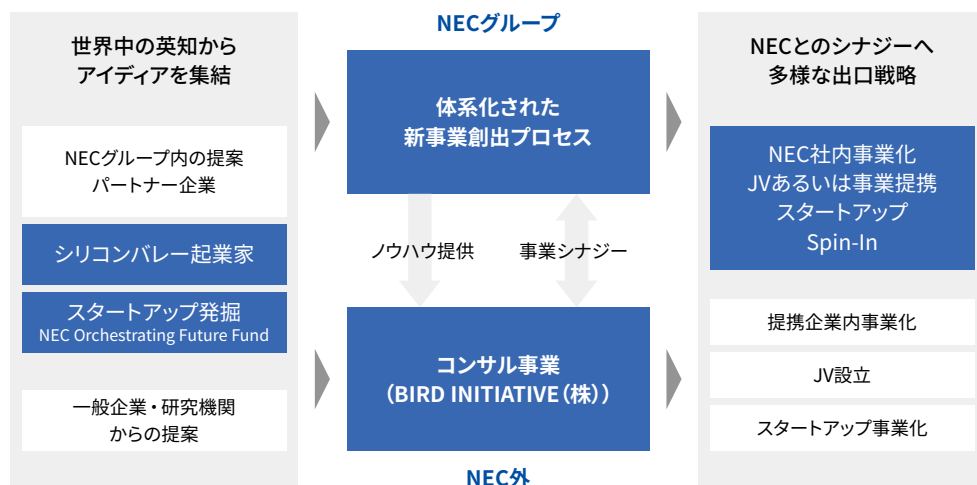 世界中の英知から
アイディアを集結
NECグループ内の提案
パートナー企業
シリコンバレー起業家
スタートアップ発掘
NEC Orchestrating Future Fund
一般企業・研究機関
からの提案
NECグループ
体系化された
新事業創出プロセス
ノウハウ提供
事業シナジー
コンサル事業
（BIRD INITIATIVE（株））
NEC外
NECとのシナジーへ
多様な出口戦略
NEC社内事業化
JVあるいは事業提携
スタートアップ
Spin-In
提携企業内事業化
JV設立
スタートアップ事業化